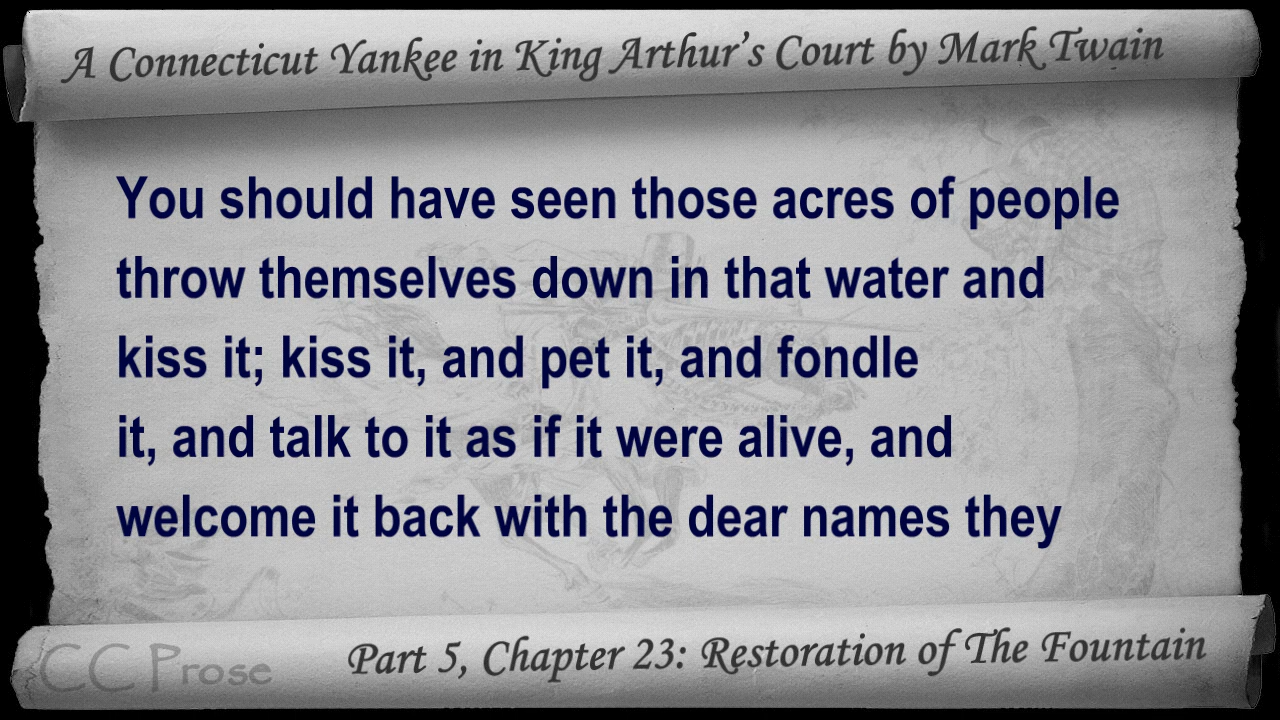 A Connecticut Yankee in King Arthur's Court by Mark Twain
You should have seen those acres of people
throw themselves down in that water and
kiss it; kiss it, and pet it, and fondle
it, and talk to it as if it were alive, and
welcome it back with the dear names they
CC Prose
Part 5, Chapter 23: Restoration of The Fountain